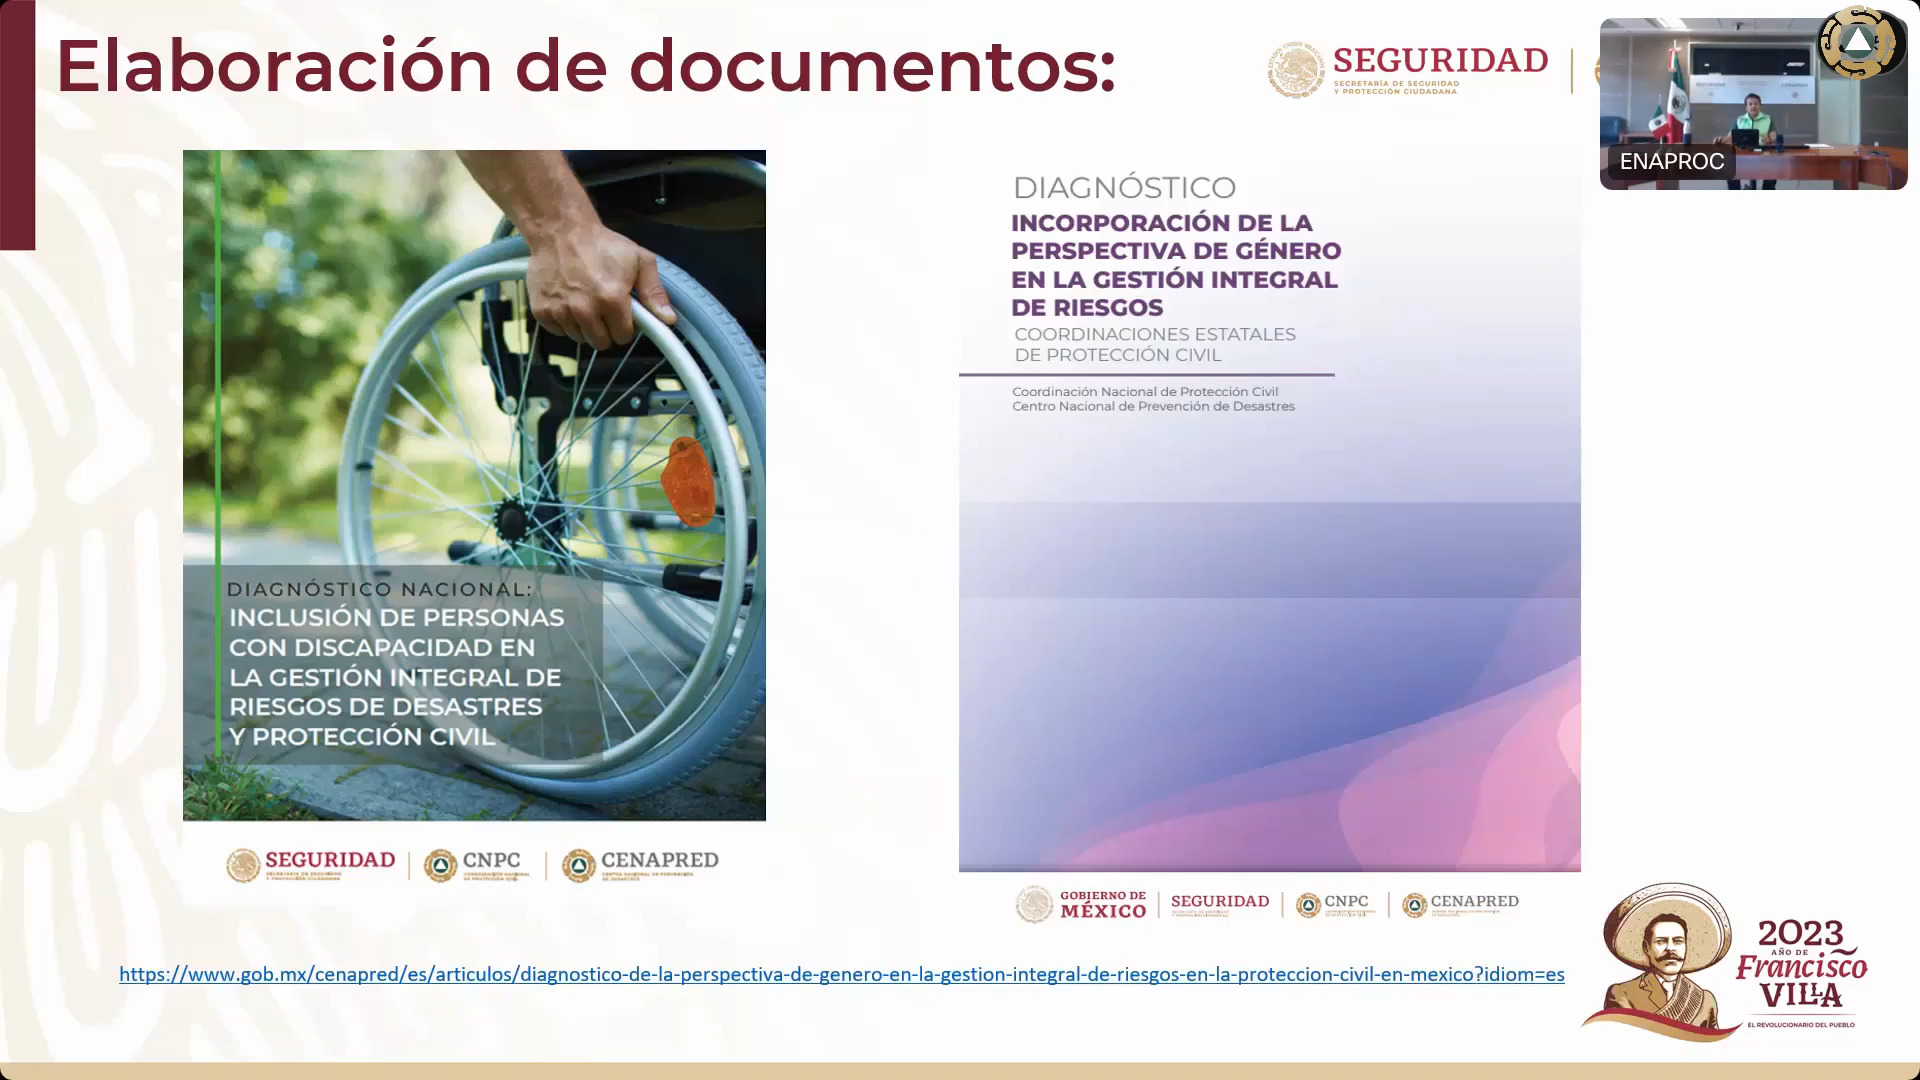 Elaboración de documentos:
SEGURIDAD
SECRETARÍA DE SEGURIDAD
Y PROTECCIÓN CIUDADANA
ENAPROC
DIAGNÓSTICO NACIONAL:
INCLUSIÓN DE PERSONAS
CON DISCAPACIDAD EN
LA GESTIÓN INTEGRAL DE
RIESGOS DE DESASTRES
Y PROTECCIÓN CIVIL
SEGURIDAD
CNPC
CENAPRED
DIAGNÓSTICO
INCORPORACIÓN DE LA
PERSPECTIVA DE GÉNERO
EN LA GESTIÓN INTEGRAL
DE RIESGOS
COORDINACIONES ESTATALES
DE PROTECCIÓN CIVIL
Coordinación Nacional de Protección Civil
Centro Nacional de Prevención de Desastres
GOBIERNO DE
MÉXICO
SEGURIDAD
CNPC
CENAPRED
https://www.gob.mx/cenapred/es/articulos/diagnostico-de-la-perspectiva-de-genero-en-la-gestion-integral-de-riesgos-en-la-proteccion-civil-en-mexico?idiom=es
2023
AÑO DE
Francisco
VILLA
EL REVOLUCIONARIO DEL PUEBLO